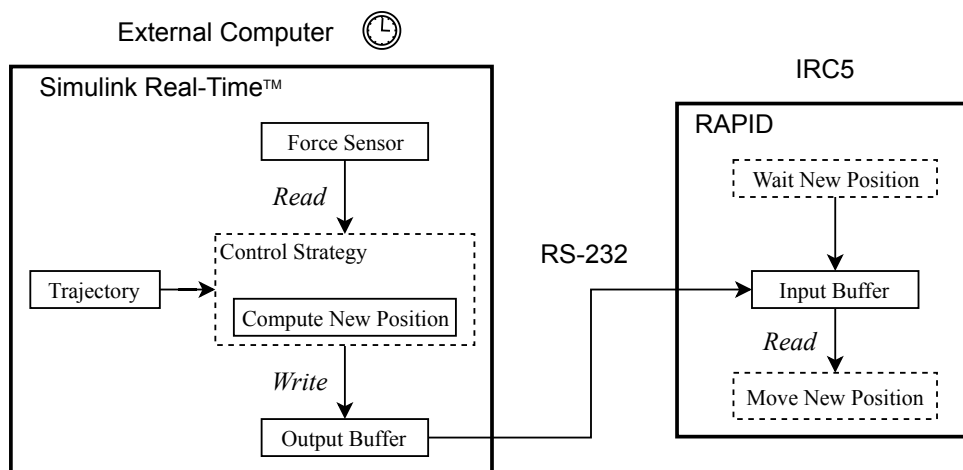 External Computer
Simulink Real-Time™
Force Sensor
Read
Control Strategy
Trajectory
Compute New Position
Write
Output Buffer
RS-232
IRC5
RAPID
Wait New Position
Input Buffer
Read
Move New Position